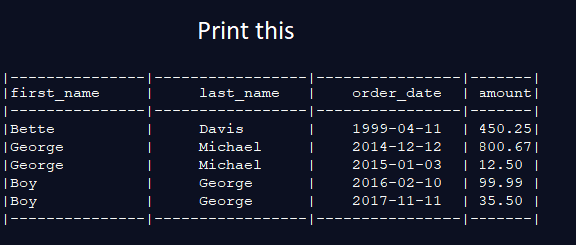 Print this
|---------------|-----------------|----------------|-------|
|first_name     |     last_name   |    order_date  | amount|
|---------------|-----------------|----------------|-------|
|Bette          |     Davis       |    1999-04-11  | 450.25|
|George         |     Michael     |    2014-12-12  | 800.67|
|George         |     Michael     |    2015-01-03  | 12.50 |
|Boy            |     George      |    2016-02-10  | 99.99 |
|Boy            |     George      |    2017-11-11  | 35.50 |
|---------------|-----------------|----------------|-------|